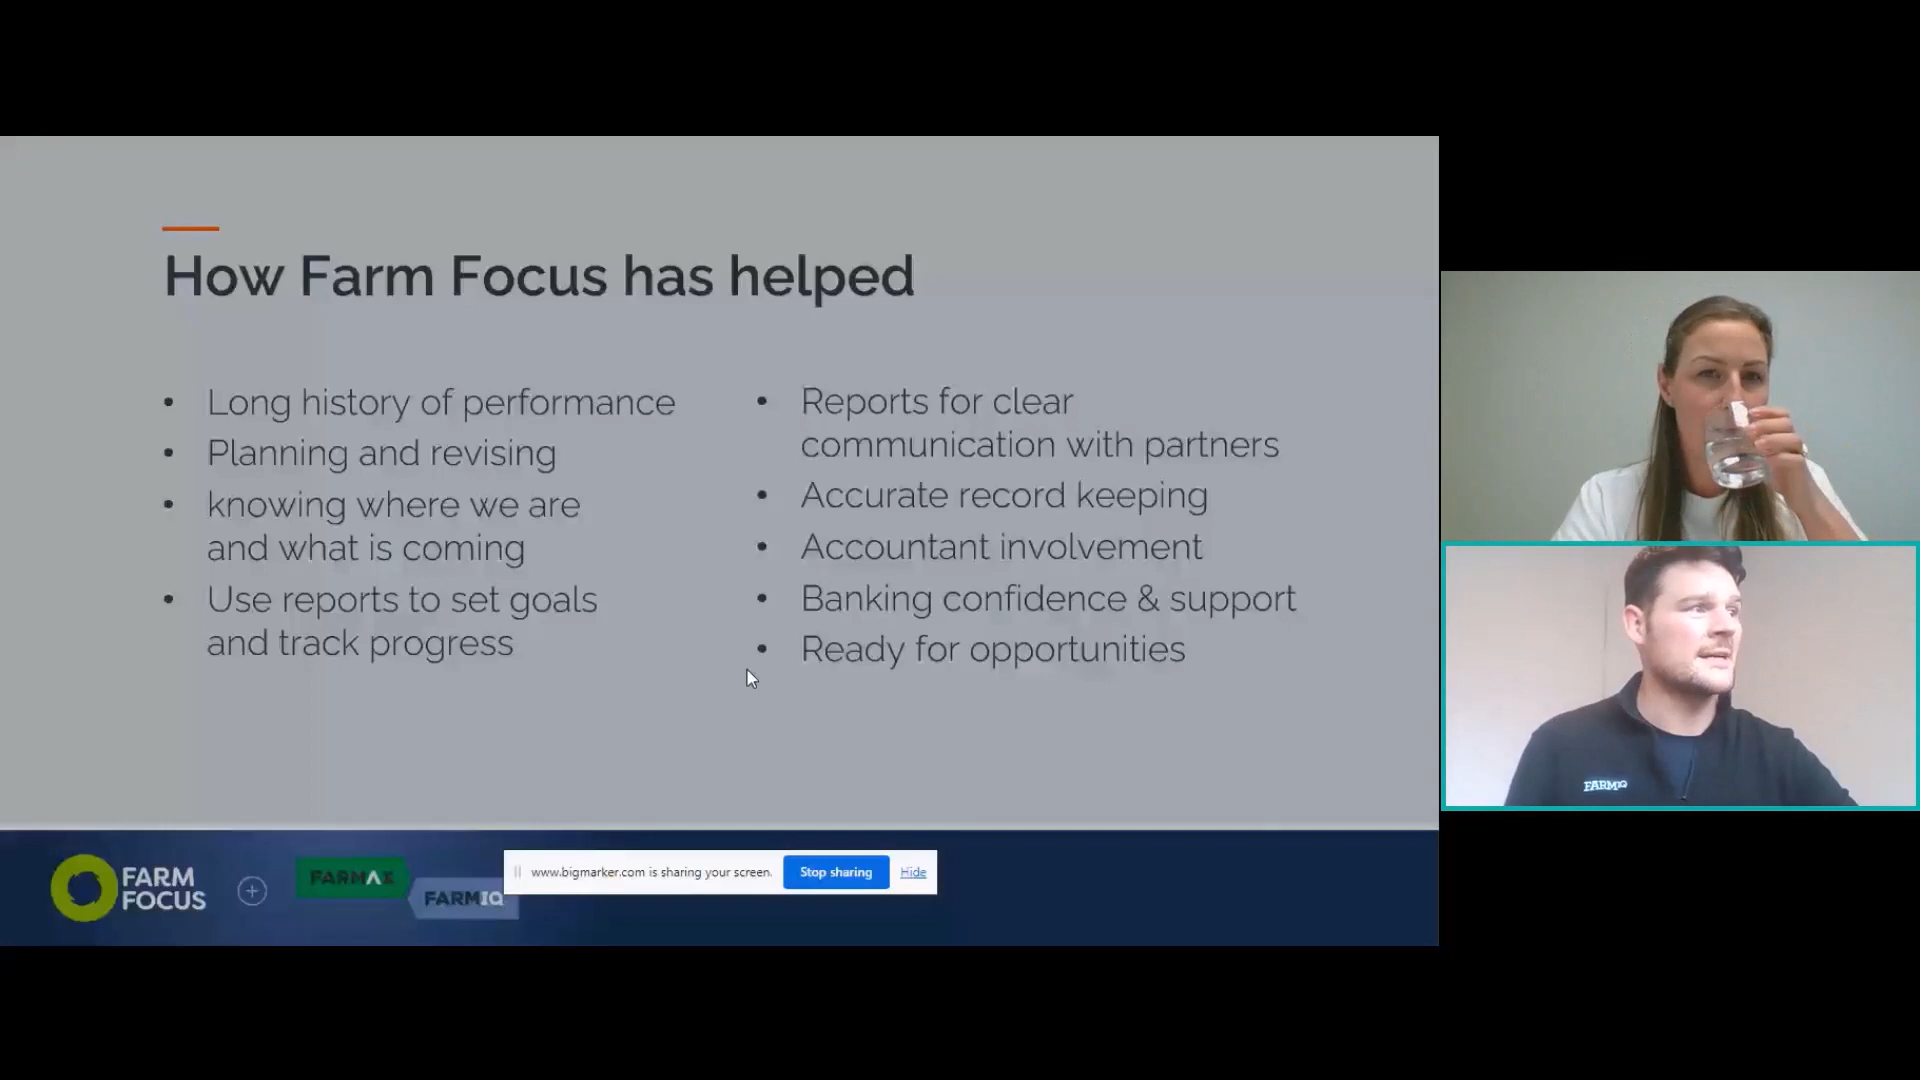 How Farm Focus has helped
• Long history of performance
• Planning and revising
• knowing where we are
and what is coming
• Use reports to set goals
and track progress
• Reports for clear
communication with partners
• Accurate record keeping
• Accountant involvement
• Banking confidence & support
• Ready for opportunities
FARM
FOCUS
FARMAX
FARMIQ
www.bigmarker.com is sharing your screen.
Stop sharing
Hide
FARMIQ